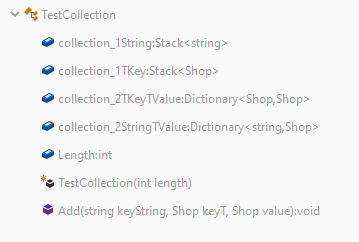 TestCollection
collection_1String:Stack<string>
collection_1TKey:Stack<Shop>
collection_2TKeyTValue:Dictionary<Shop,Shop>
collection_2StringTValue:Dictionary<string,Shop>
Length:int
TestCollection(int length)
Add(string keyString, Shop keyT, Shop value):void